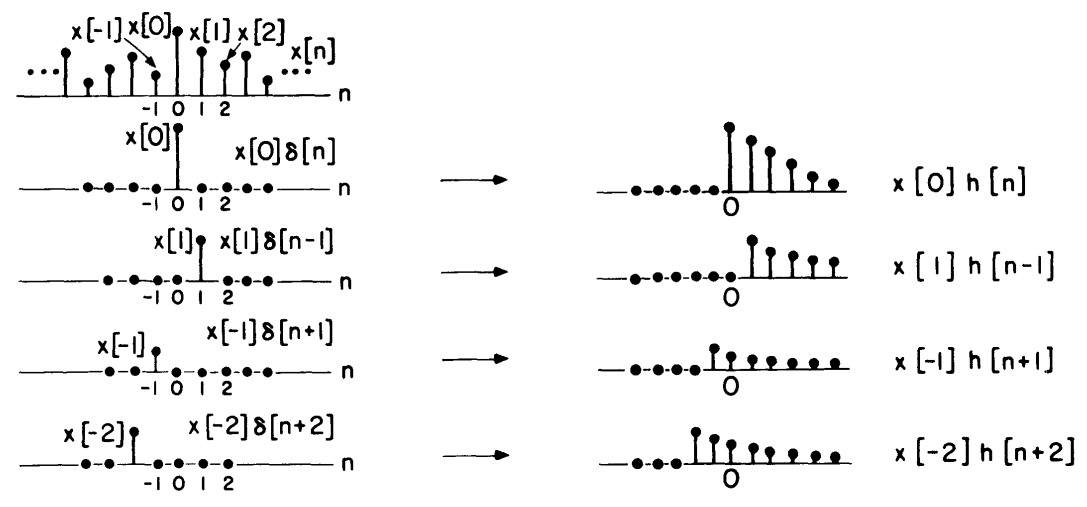 x[-1] x[0] x[1] x[2]
x[n]
... ...
n
-1 0 1 2
x[0] x[0]δ[n]
n
-1 0 1 2
0
x[0] h[n]
x[1] x[1]δ[n-1]
n
-1 0 1 2
0
x[1] h[n-1]
x[-1] x[-1]δ[n+1]
n
-1 0 1 2
0
x[-1] h[n+1]
x[-2] x[-2]δ[n+2]
n
-1 0 1 2
0
x[-2] h[n+2]